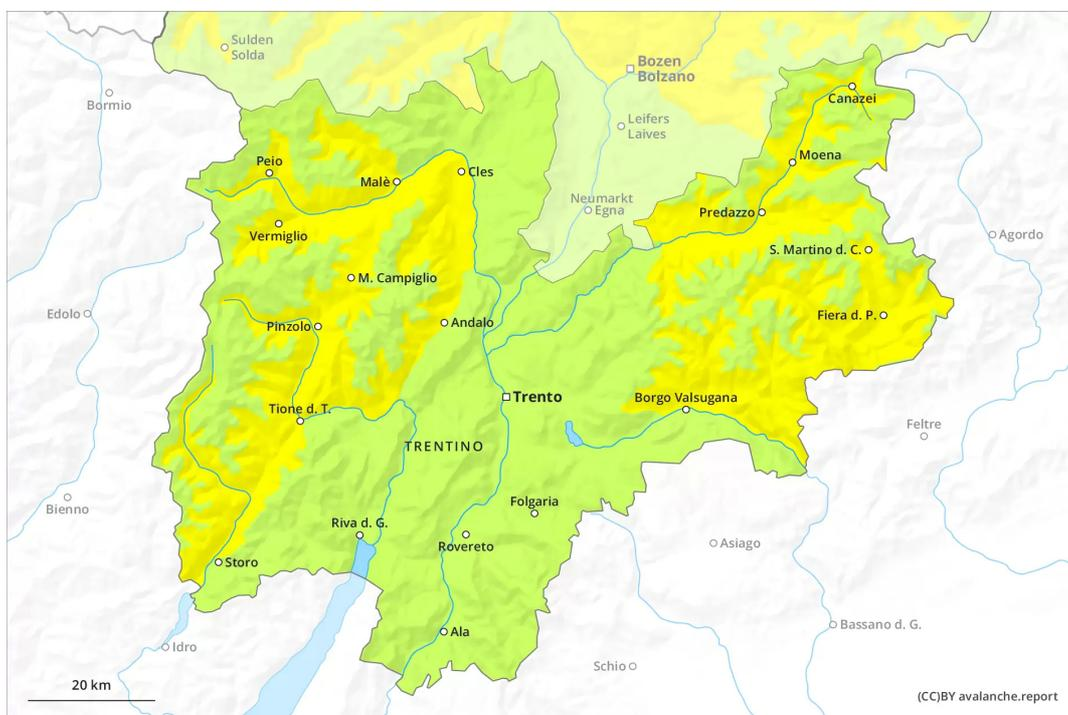 Sulden
Solda
Bozen
Bolzano
Bormio
Canazei
Leifers
Laives
Peio
Moena
Malè
Cles
Neumarkt
Egna
Predazzo
Vermiglio
Agordo
S. Martino d. C.
M. Campiglio
Edolo
Fiera d. P.
Pinzolo
Andalo
Trento
Borgo Valsugana
Tione d. T.
Feltre
TRENTINO
Bienno
Folgaria
Riva d. G.
Rovereto
Asiago
Storo
Ala
Bassano d. G.
Idro
Schio
20 km
(CC)BY avalanche.report